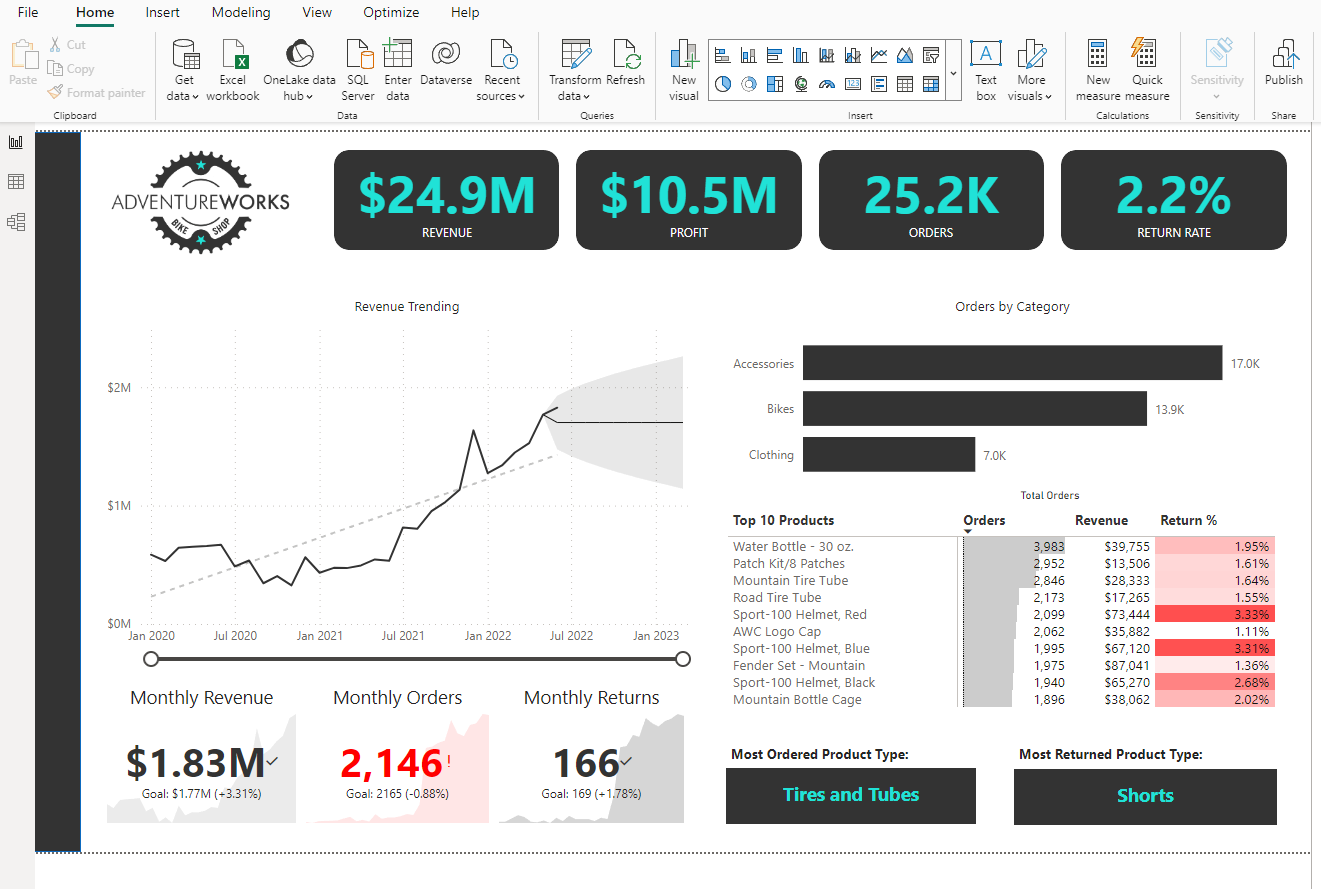 File Home Insert Modeling View Optimize Help
Paste
Cut
Copy
Format painter
Clipboard
Get data
Excel workbook
OneLake data hub
SQL Server
Enter data
Dataverse
Recent sources
Data
Transform data
Refresh
Queries
New visual
123
A
Text box
More visuals
Insert
New measure
Quick measure
Calculations
Sensitivity
Sensitivity
Publish
Share
ADVENTUREWORKS
BIKE SHOP
$24.9M
REVENUE
$10.5M
PROFIT
25.2K
ORDERS
2.2%
RETURN RATE
Revenue Trending
$2M
$1M
$0M
Jan 2020 Jul 2020 Jan 2021 Jul 2021 Jan 2022 Jul 2022 Jan 2023
Monthly Revenue
$1.83M
Goal: $1.77M (+3.31%)
Monthly Orders
2,146!
Goal: 2165 (-0.88%)
Monthly Returns
166
Goal: 169 (+1.78%)
Orders by Category
Accessories 17.0K
Bikes 13.9K
Clothing 7.0K
Total Orders
Top 10 Products Orders Revenue Return %
Water Bottle - 30 oz. 3,983 $39,755 1.95%
Patch Kit/8 Patches 2,952 $13,506 1.61%
Mountain Tire Tube 2,846 $28,333 1.64%
Road Tire Tube 2,173 $17,265 1.55%
Sport-100 Helmet, Red 2,099 $73,444 3.33%
AWC Logo Cap 2,062 $35,882 1.11%
Sport-100 Helmet, Blue 1,995 $67,120 3.31%
Fender Set - Mountain 1,975 $87,041 1.36%
Sport-100 Helmet, Black 1,940 $65,270 2.68%
Mountain Bottle Cage 1,896 $38,062 2.02%
Most Ordered Product Type:
Tires and Tubes
Most Returned Product Type:
Shorts